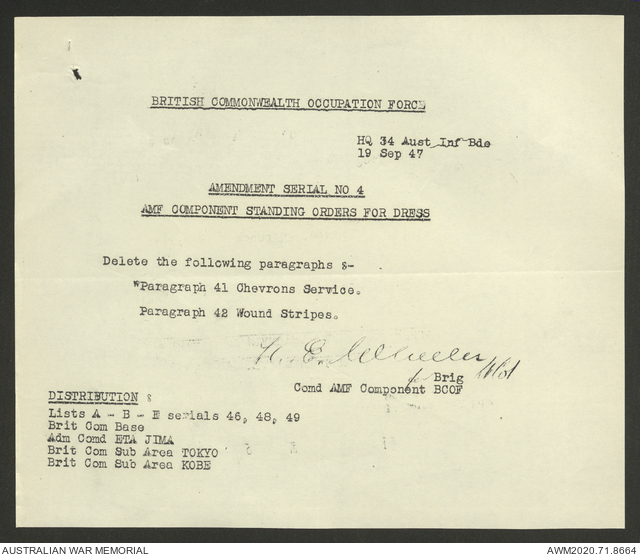 BRITISH COMMONWEALTH OCCUPATION FORCE
HQ 34 Aust Inf Bde
19 Sep 47
AMENDMENT SERIAL NO 4
AMF COMPONENT STANDING ORDERS FOR DRESS
Delete the following paragraphs :-
"Paragraph 41 Chevrons Service.
Paragraph 42 Wound Stripes.
N. E. Wheeler
for Brig
Comd AMF Component BCOF
DISTRIBUTION :
Lists A - B - E serials 46, 48, 49
Brit Com Base
Adm Comd ETA JIMA
Brit Com Sub Area TOKYO
Brit Com Sub Area KOBE
AUSTRALIAN WAR MEMORIAL
AWM2020.71.8664